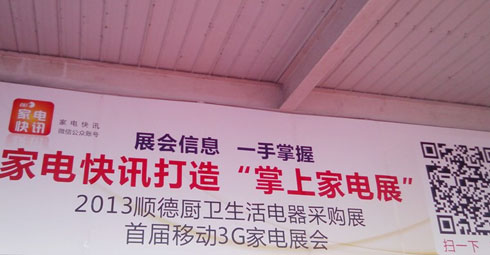 家电
快讯
家电快讯
微信公众账号
展会信息 一手掌握
家电快讯打造“掌上家电展”
2013顺德厨卫生活电器采购展
首届移动3G家电展会
扫一下